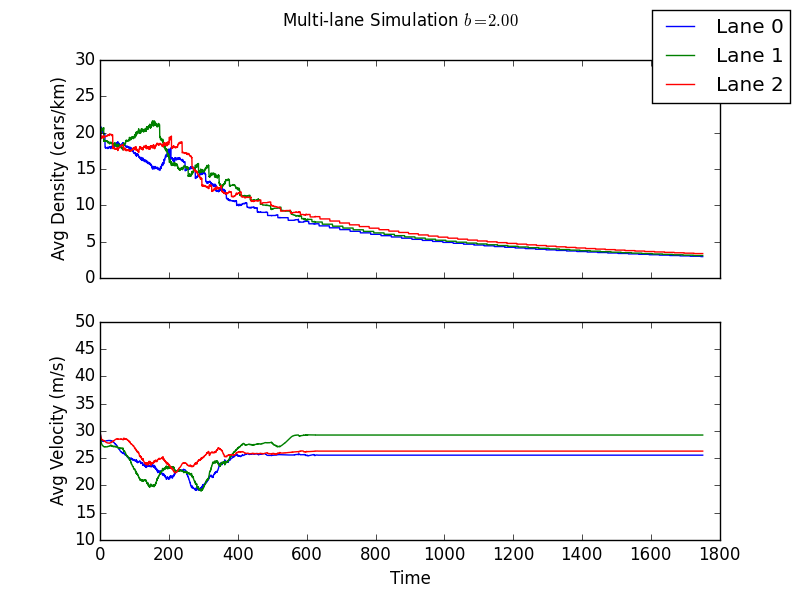 Multi-lane Simulation b = 2.00
Lane 0
Lane 1
Lane 2
30
25
20
15
10
5
0
Avg Density (cars/km)
50
45
40
35
30
25
20
15
10
Avg Velocity (m/s)
0 200 400 600 800 1000 1200 1400 1600 1800
Time